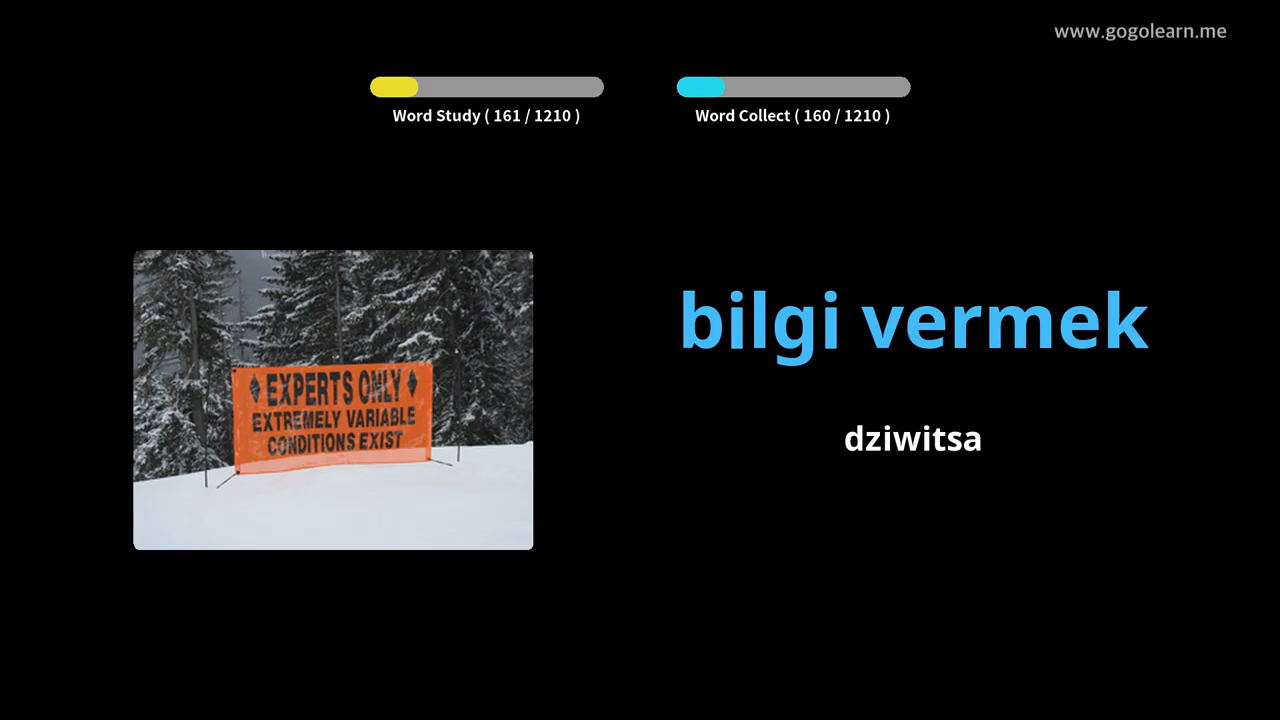 www.gogolearn.me
Word Study ( 161 / 1210 )
Word Collect ( 160 / 1210 )
EXPERTS ONLY
EXTREMELY VARIABLE
CONDITIONS EXIST
bilgi vermek
dziwitsa